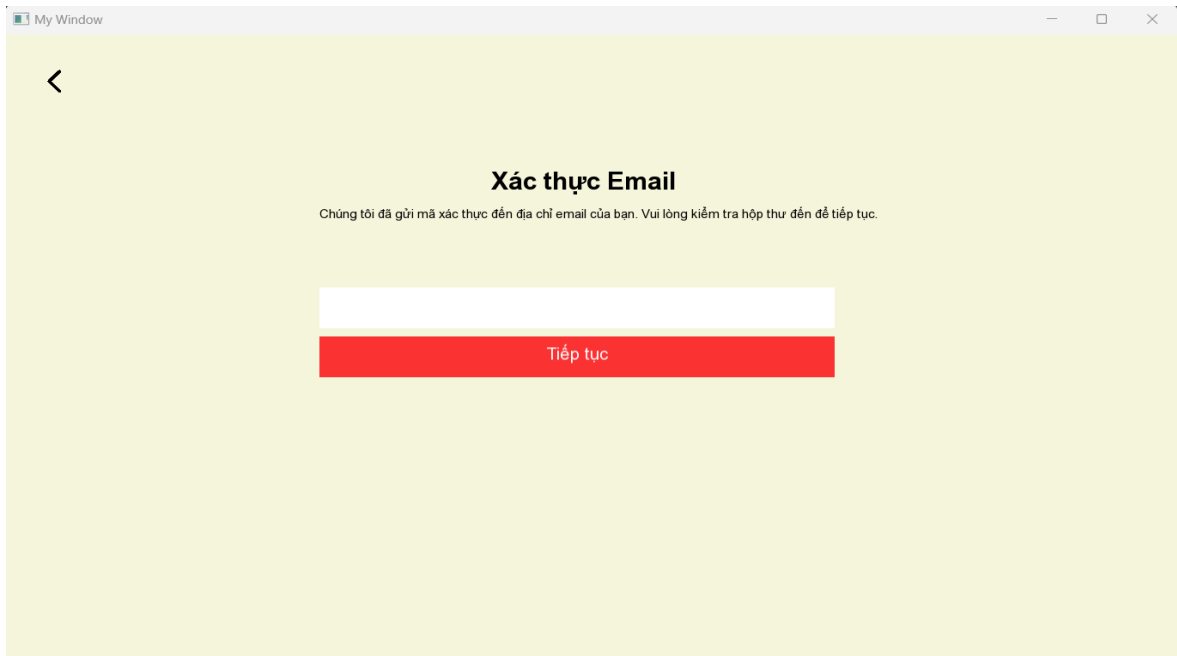 My Window
Xác thực Email
Chúng tôi đã gửi mã xác thực đến địa chỉ email của bạn. Vui lòng kiểm tra hộp thư đến để tiếp tục.
Tiếp tục